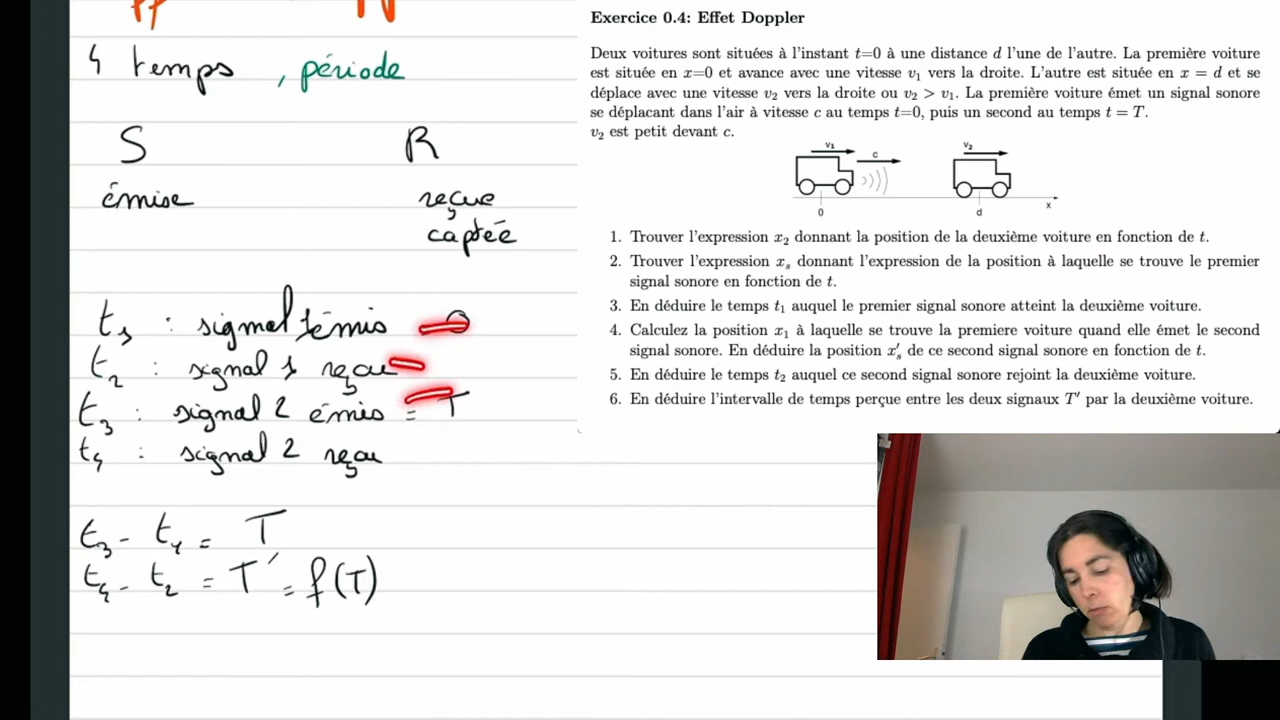 4 temps , période
S R
émise reçue
captée
t1 : signal 1 émis = 0
t2 : signal 1 reçu
t3 : signal 2 émis = T
t4 : signal 2 reçu
t3 - t1 = T
t4 - t2 = T' = f(T)
Exercice 0.4: Effet Doppler
Deux voitures sont situées à l'instant t=0 à une distance d l'une de l'autre. La première voiture
est située en x=0 et avance avec une vitesse v1 vers la droite. L'autre est située en x = d et se
déplace avec une vitesse v2 vers la droite ou v2 > v1. La première voiture émet un signal sonore
se déplacant dans l'air à vitesse c au temps t=0, puis un second au temps t = T.
v2 est petit devant c.
v1 c v2
0 d x
1. Trouver l'expression x2 donnant la position de la deuxième voiture en fonction de t.
2. Trouver l'expression xs donnant l'expression de la position à laquelle se trouve le premier
signal sonore en fonction de t.
3. En déduire le temps t1 auquel le premier signal sonore atteint la deuxième voiture.
4. Calculez la position x1 à laquelle se trouve la premiere voiture quand elle émet le second
signal sonore. En déduire la position x's de ce second signal sonore en fonction de t.
5. En déduire le temps t2 auquel ce second signal sonore rejoint la deuxième voiture.
6. En déduire l'intervalle de temps perçue entre les deux signaux T' par la deuxième voiture.